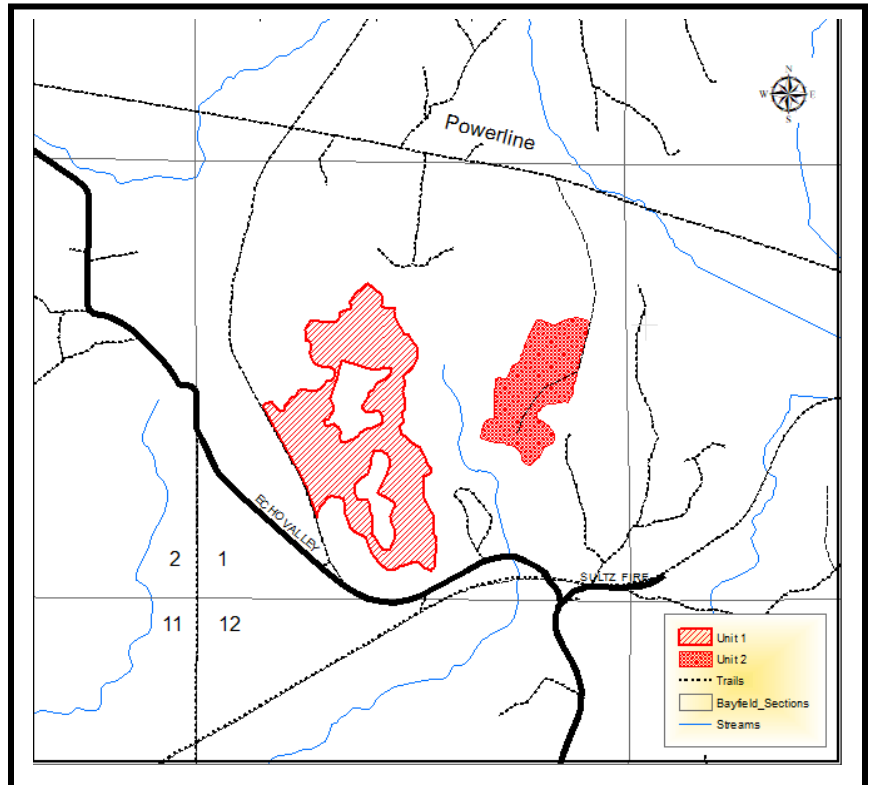 N
W E
S
Powerline
ECHO VALLEY
2 1
SULTZ FIRE
11 12
Unit 1
Unit 2
Trails
Bayfield_Sections
Streams